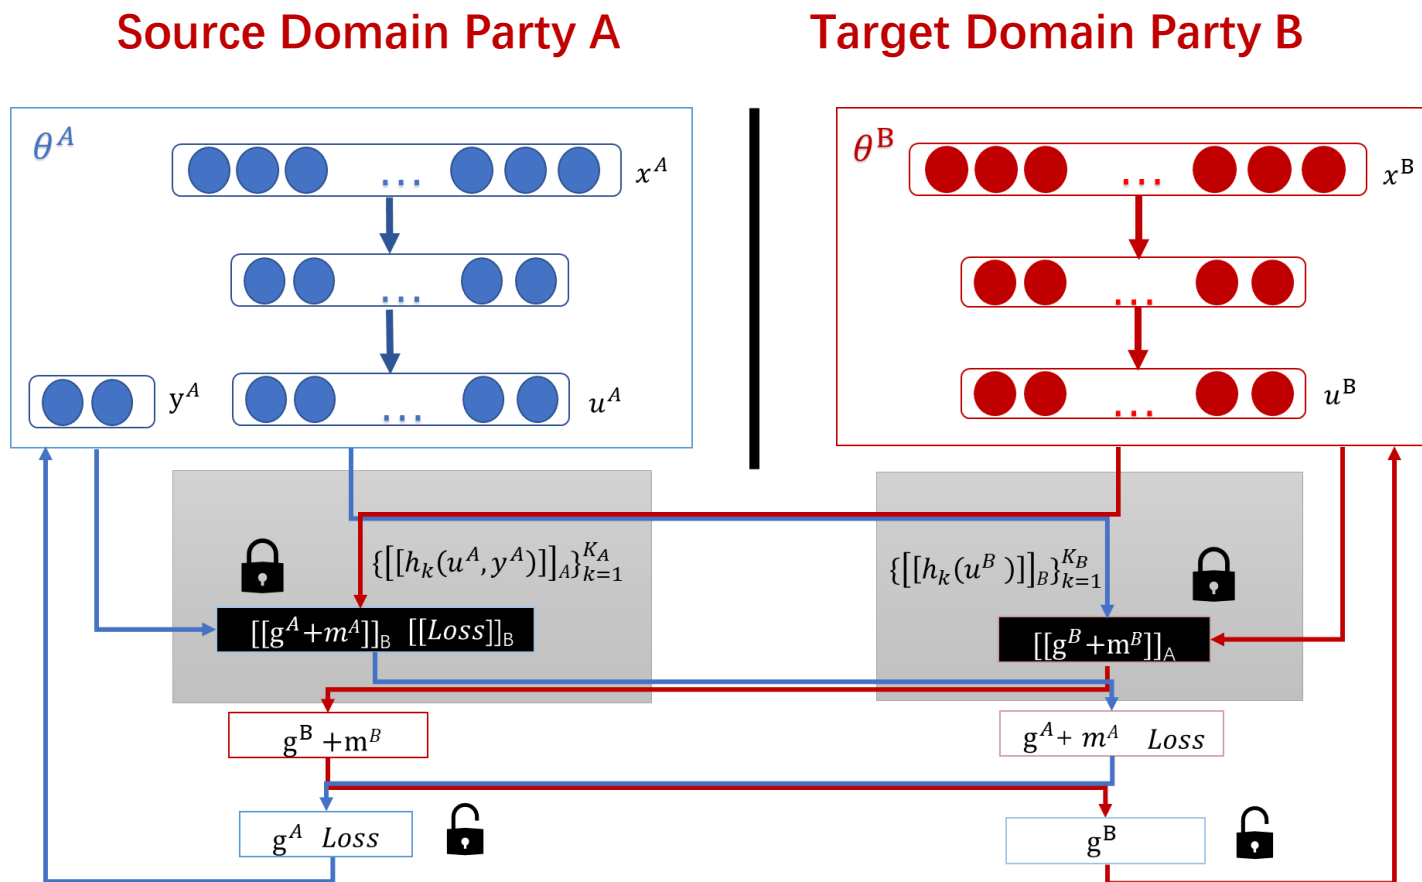 Source Domain Party A
Target Domain Party B
θ^A
... x^A
...
y^A ... u^A
θ^B
... x^B
...
... u^B
{[[h_k(u^A, y^A)]]_A}_{k=1}^{K_A}
{[[h_k(u^B )]]_B}_{k=1}^{K_B}
[[g^A+m^A]]_B [[Loss]]_B
[[g^B+m^B]]_A
g^B +m^B
g^A+ m^A Loss
g^A Loss
g^B